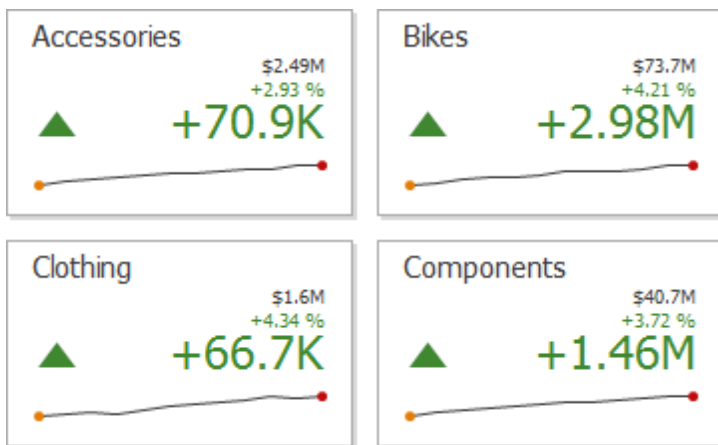 Accessories
$2.49M
+2.93 %
+70.9K
Bikes
$73.7M
+4.21 %
+2.98M
Clothing
$1.6M
+4.34 %
+66.7K
Components
$40.7M
+3.72 %
+1.46M